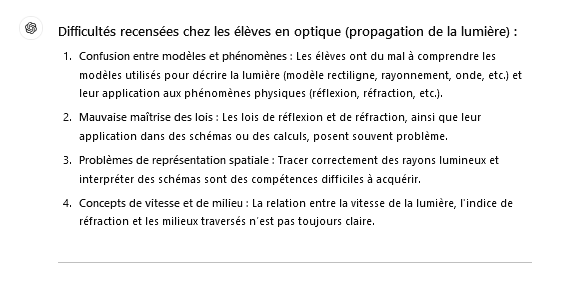 Difficultés recensées chez les élèves en optique (propagation de la lumière) :
1. Confusion entre modèles et phénomènes : Les élèves ont du mal à comprendre les
modèles utilisés pour décrire la lumière (modèle rectiligne, rayonnement, onde, etc.) et
leur application aux phénomènes physiques (réflexion, réfraction, etc.).
2. Mauvaise maîtrise des lois : Les lois de réflexion et de réfraction, ainsi que leur
application dans des schémas ou des calculs, posent souvent problème.
3. Problèmes de représentation spatiale : Tracer correctement des rayons lumineux et
interpréter des schémas sont des compétences difficiles à acquérir.
4. Concepts de vitesse et de milieu : La relation entre la vitesse de la lumière, l'indice de
réfraction et les milieux traversés n'est pas toujours claire.